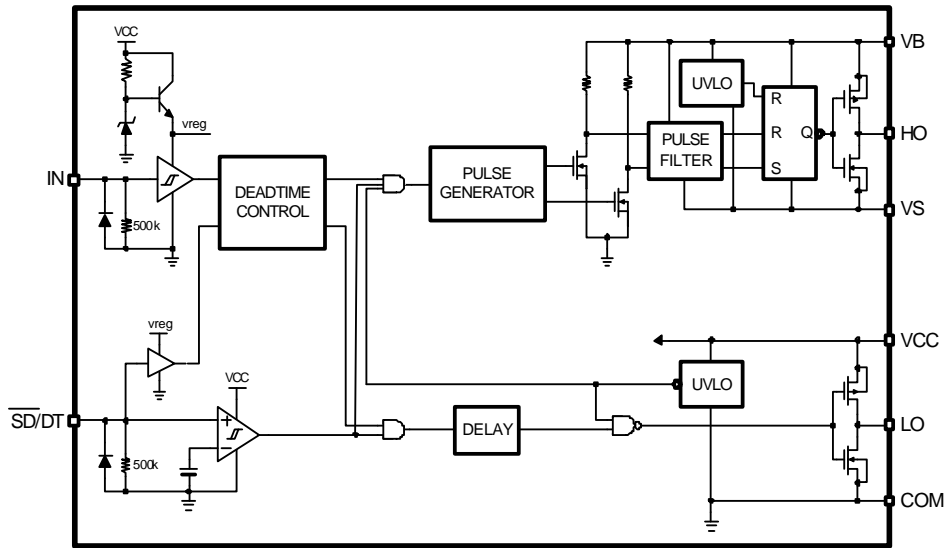 VCC
VB
UVLO
R
vreg
R
Q
HO
PULSE
FILTER
IN
DEADTIME
CONTROL
PULSE
GENERATOR
S
500k
VS
vreg
VCC
VCC
UVLO
SD/DT
+
DELAY
LO
−
500k
COM